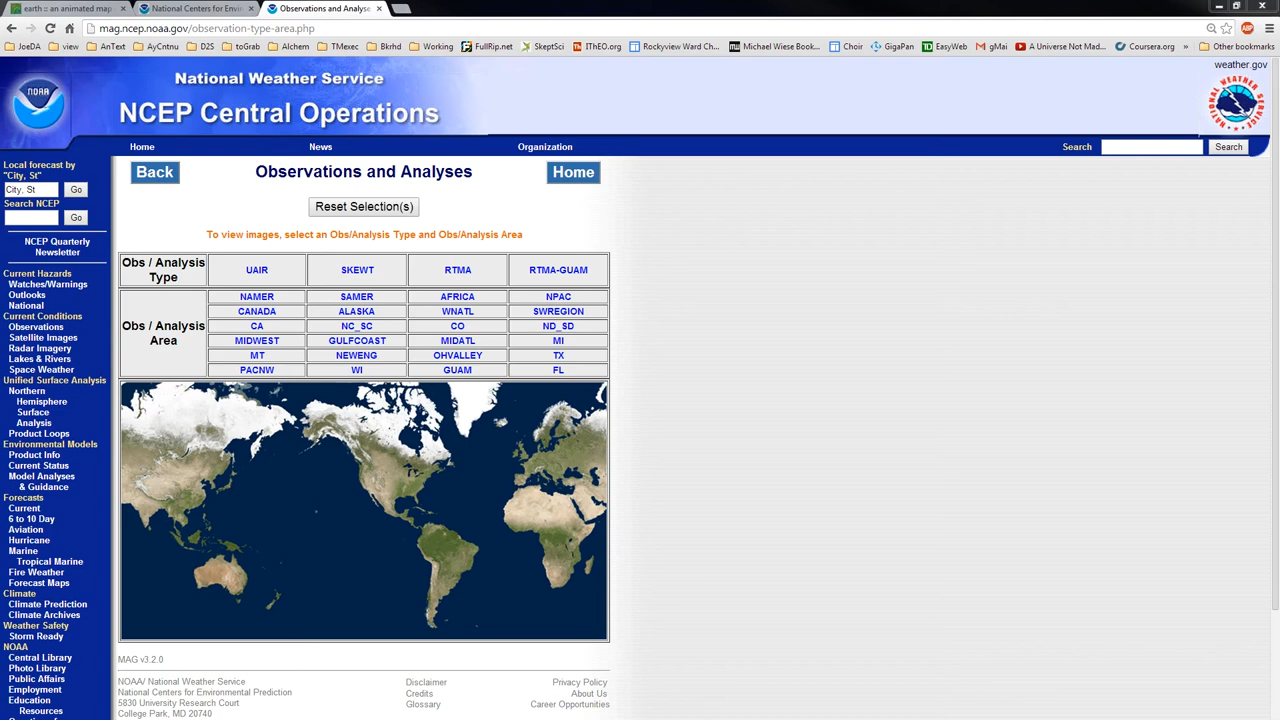 earth :: an animated map
National Centers for Envir
Observations and Analyse
mag.ncep.noaa.gov/observation-type-area.php
JoeDA view AnText AyCntnu D2S toGrab Alchem TMexec Bkrhd Working FullRip.net SkeptSci IThEO.org Rockyview Ward Ch... Michael Wiese Book... Choir GigaPan EasyWeb gMai A Universe Not Mad... Coursera.org » Other bookmarks
weather.gov
NOAA
National Weather Service
NCEP Central Operations
Home News Organization Search Search
Local forecast by
"City, St"
City, St Go
Search NCEP
Go
NCEP Quarterly
Newsletter
Current Hazards
Watches/Warnings
Outlooks
National
Current Conditions
Observations
Satellite Images
Radar Imagery
Lakes & Rivers
Space Weather
Unified Surface Analysis
Northern
Hemisphere
Surface
Analysis
Product Loops
Environmental Models
Product Info
Current Status
Model Analyses
& Guidance
Forecasts
Current
6 to 10 Day
Aviation
Hurricane
Marine
Tropical Marine
Fire Weather
Forecast Maps
Climate
Climate Prediction
Climate Archives
Weather Safety
Storm Ready
NOAA
Central Library
Photo Library
Public Affairs
Employment
Education
Resources
Back Observations and Analyses Home
Reset Selection(s)
To view images, select an Obs/Analysis Type and Obs/Analysis Area
Obs / Analysis
Type
UAIR SKEWT RTMA RTMA-GUAM
Obs / Analysis
Area
NAMER SAMER AFRICA NPAC
CANADA ALASKA WNATL SWREGION
CA NC_SC CO ND_SD
MIDWEST GULFCOAST MIDATL MI
MT NEWENG OHVALLEY TX
PACNW WI GUAM FL
MAG v3.2.0
NOAA/ National Weather Service
National Centers for Environmental Prediction
5830 University Research Court
College Park, MD 20740
Disclaimer
Credits
Glossary
Privacy Policy
About Us
Career Opportunities